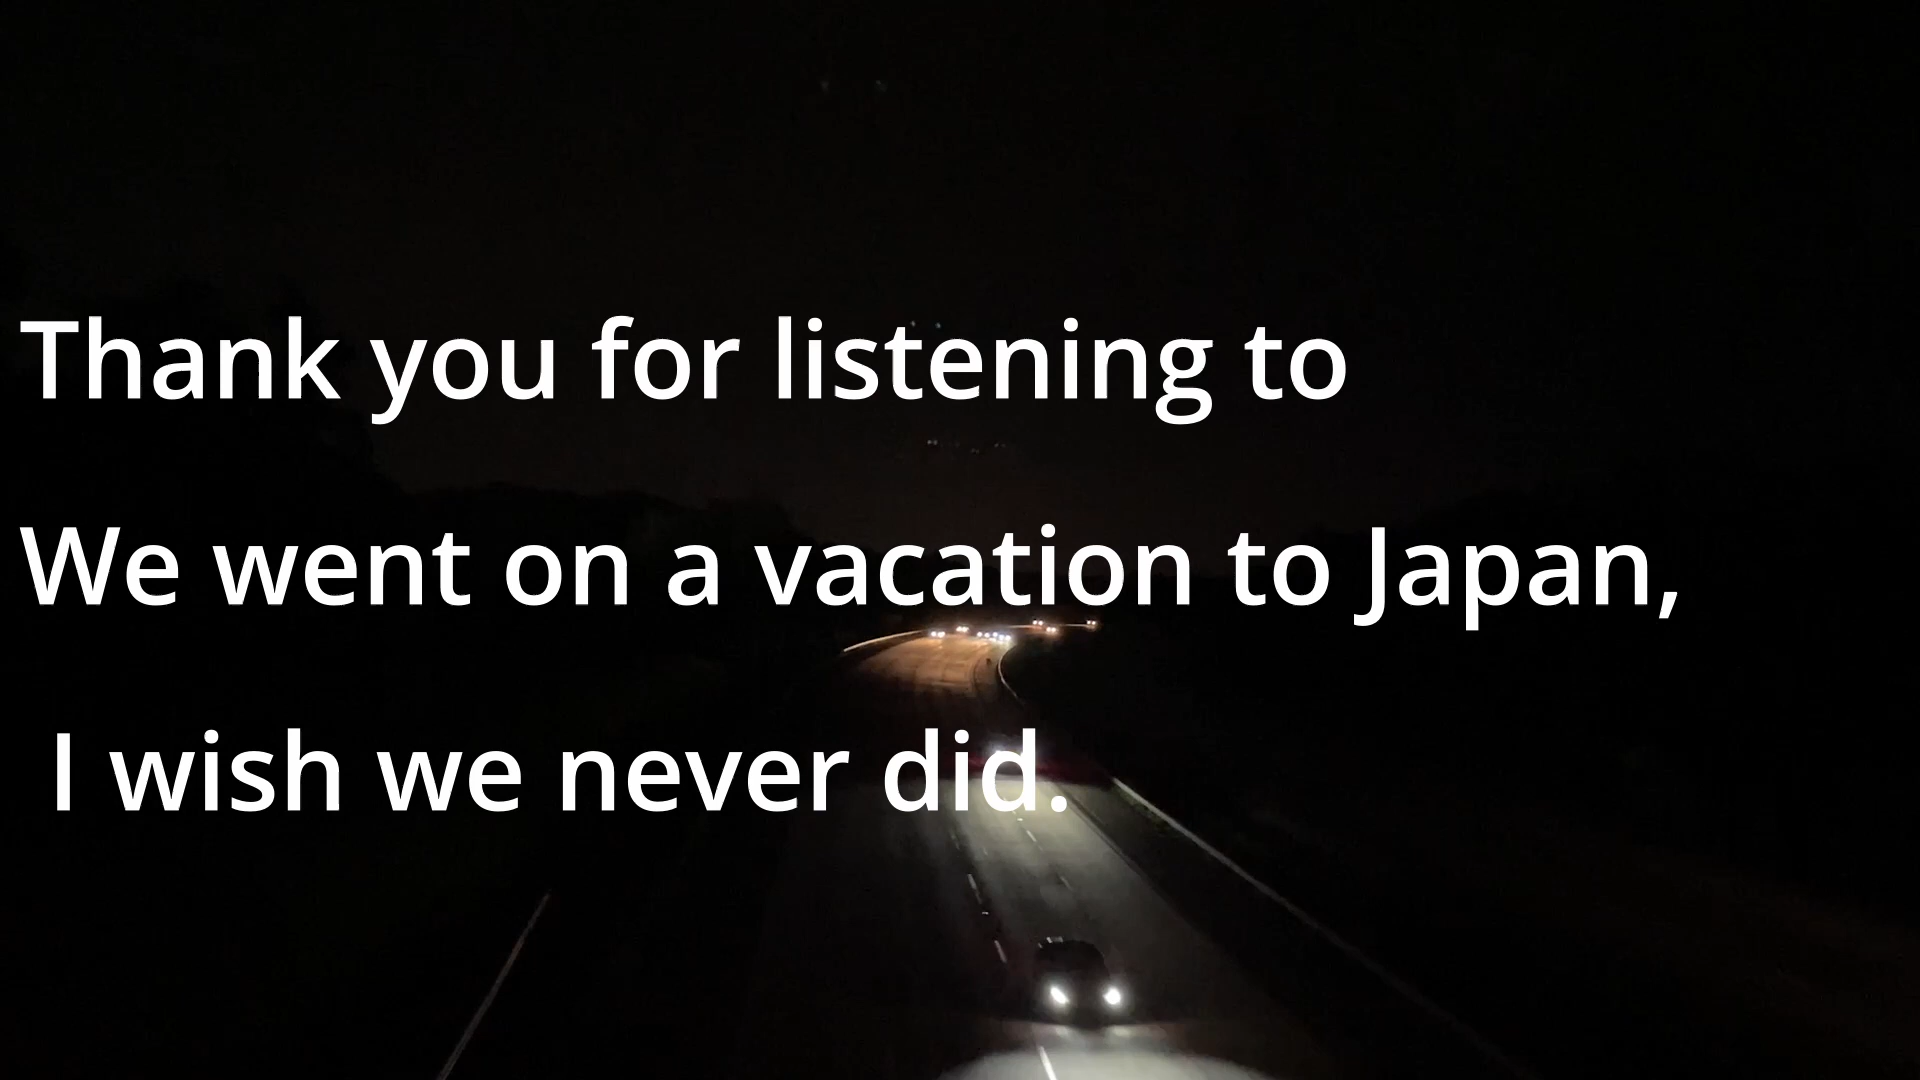 Thank you for listening to
We went on a vacation to Japan,
I wish we never did.